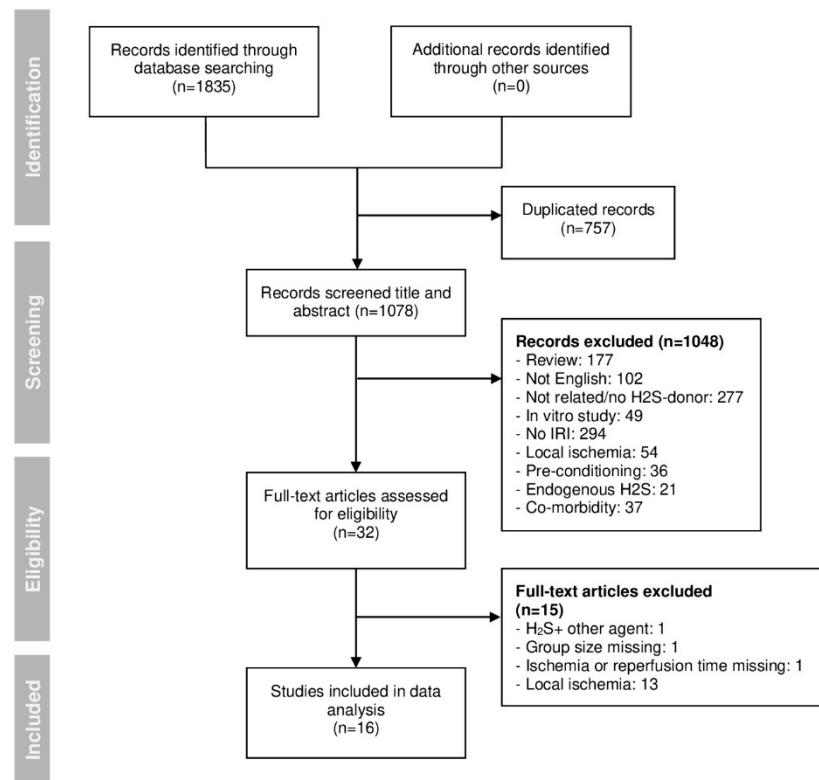 Identification
Records identified through
database searching
(n=1835)
Additional records identified
through other sources
(n=0)
Duplicated records
(n=757)
Screening
Records screened title and
abstract (n=1078)
Records excluded (n=1048)
- Review: 177
- Not English: 102
- Not related/no H2S-donor: 277
- In vitro study: 49
- No IRI: 294
- Local ischemia: 54
- Pre-conditioning: 36
- Endogenous H2S: 21
- Co-morbidity: 37
Eligibility
Full-text articles assessed
for eligibility
(n=32)
Full-text articles excluded
(n=15)
- H₂S+ other agent: 1
- Group size missing: 1
- Ischemia or reperfusion time missing: 1
- Local ischemia: 13
Included
Studies included in data
analysis
(n=16)